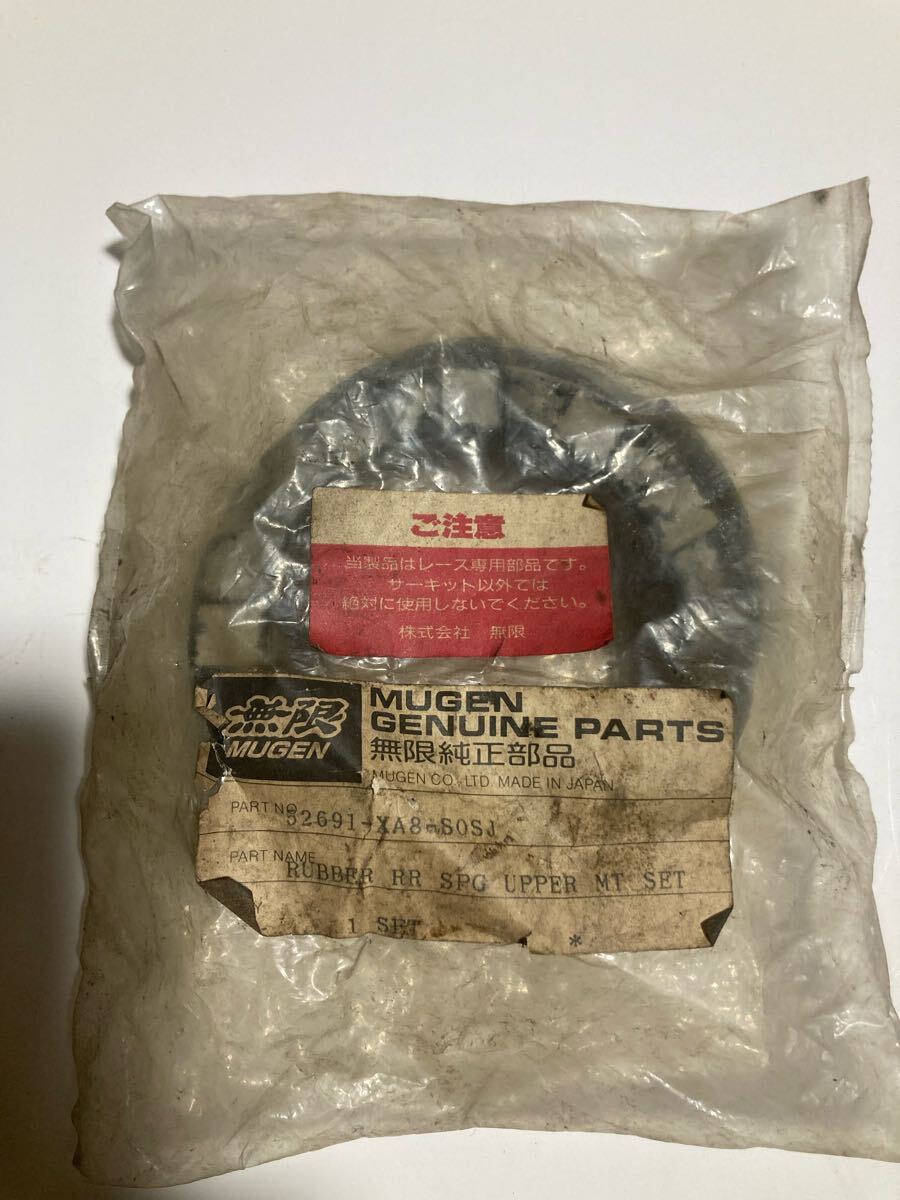 ご注意
当製品はレース専用部品です。
サーキット以外では
絶対に使用しないでください。
株式会社 無限
無限
MUGEN
MUGEN
GENUINE PARTS
無限純正部品
MUGEN CO., LTD. MADE IN JAPAN
PART NO
52691-XA8-S0SJ
PART NAME
RUBBER RR SPG UPPER MT SET
1 SET *